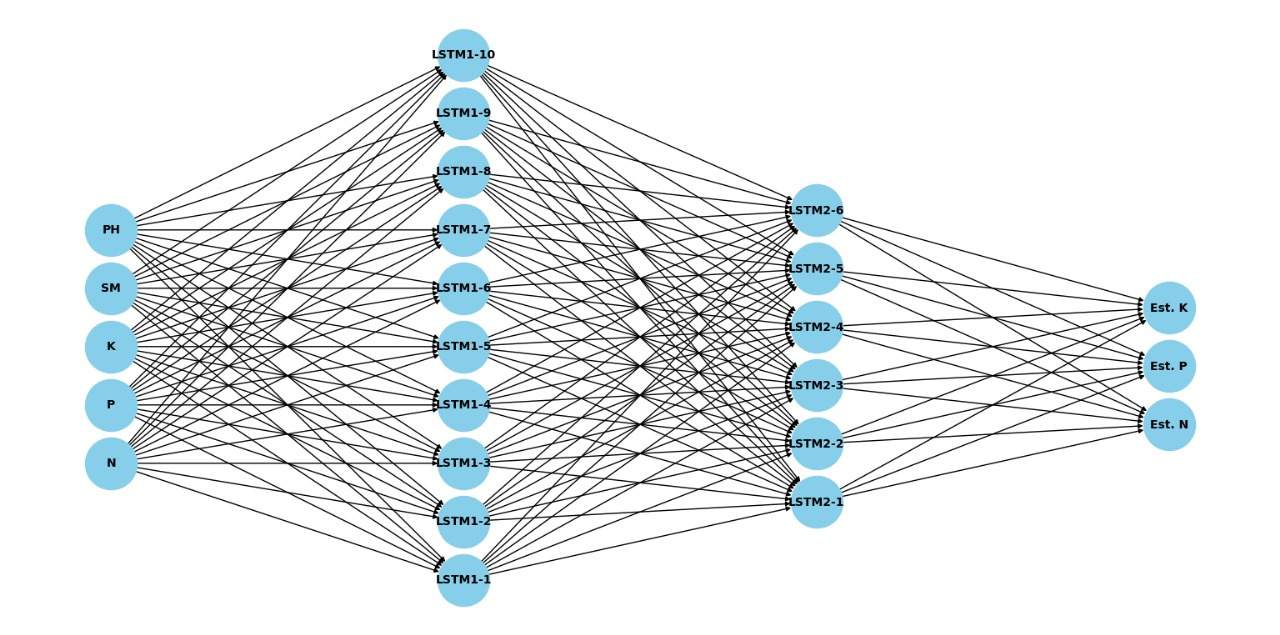 PH
SM
K
P
N
LSTM1-10
LSTM1-9
LSTM1-8
LSTM1-7
LSTM1-6
LSTM1-5
LSTM1-4
LSTM1-3
LSTM1-2
LSTM1-1
LSTM2-6
LSTM2-5
LSTM2-4
LSTM2-3
LSTM2-2
LSTM2-1
Est. K
Est. P
Est. N